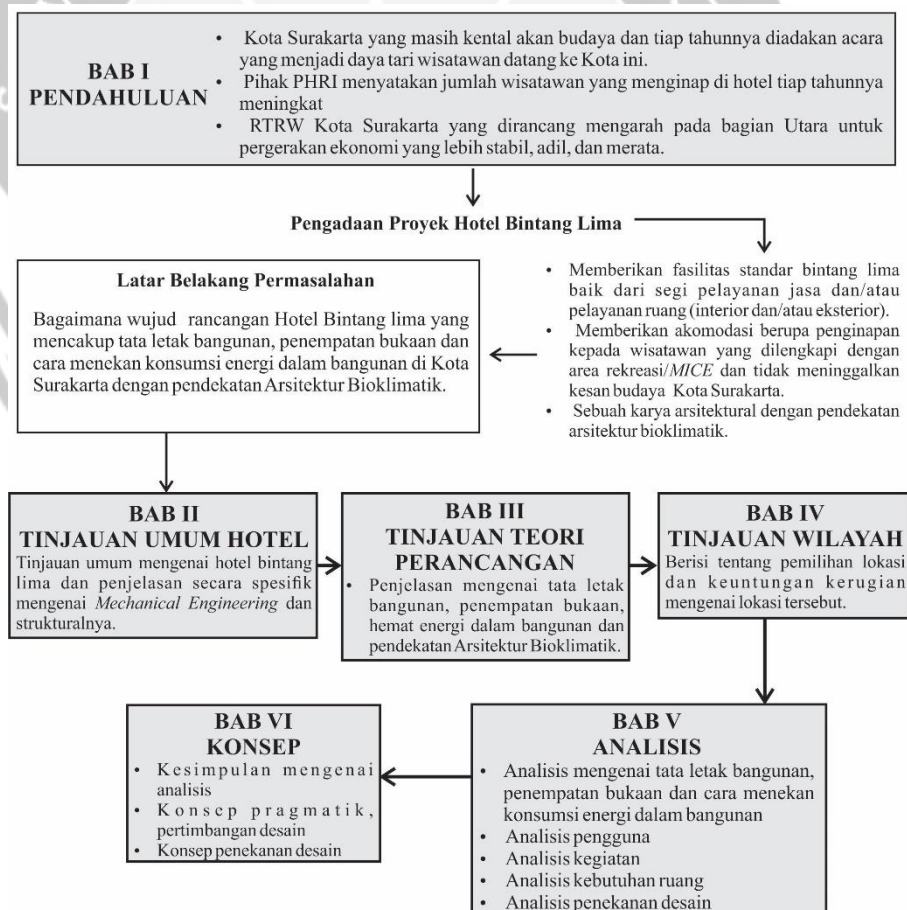 BAB I
PENDAHULUAN
• Kota Surakarta yang masih kental akan budaya dan tiap tahunnya diadakan acara
yang menjadi daya tari wisatawan datang ke Kota ini.
• Pihak PHRI menyatakan jumlah wisatawan yang menginap di hotel tiap tahunnya
meningkat
• RTRW Kota Surakarta yang dirancang mengarah pada bagian Utara untuk
pergerakan ekonomi yang lebih stabil, adil, dan merata.
Pengadaan Proyek Hotel Bintang Lima
• Memberikan fasilitas standar bintang lima
baik dari segi pelayanan jasa dan/atau
pelayanan ruang (interior dan/atau eksterior).
• Memberikan akomodasi berupa penginapan
kepada wisatawan yang dilengkapi dengan
area rekreasi/MICE dan tidak meninggalkan
kesan budaya Kota Surakarta.
• Sebuah karya arsitektural dengan pendekatan
arsitektur bioklimatik.
Latar Belakang Permasalahan
Bagaimana wujud rancangan Hotel Bintang lima yang
mencakup tata letak bangunan, penempatan bukaan dan
cara menekan konsumsi energi dalam bangunan di Kota
Surakarta dengan pendekatan Arsitektur Bioklimatik.
BAB II
TINJAUAN UMUM HOTEL
Tinjauan umum mengenai hotel bintang
lima dan penjelasan secara spesifik
mengenai Mechanical Engineering dan
strukturalnya.
BAB III
TINJAUAN TEORI
PERANCANGAN
• Penjelasan mengenai tata letak
bangunan, penempatan bukaan,
hemat energi dalam bangunan dan
pendekatan Arsitektur Bioklimatik.
BAB IV
TINJAUAN WILAYAH
Berisi tentang pemilihan lokasi
dan keuntungan kerugian
mengenai lokasi tersebut.
BAB V
ANALISIS
• Analisis mengenai tata letak bangunan,
penempatan bukaan dan cara menekan
konsumsi energi dalam bangunan
• Analisis pengguna
• Analisis kegiatan
• Analisis kebutuhan ruang
• Analisis penekanan desain
BAB VI
KONSEP
• Kesimpulan mengenai
analisis
• Konsep pragmatik,
pertimbangan desain
• Konsep penekanan desain